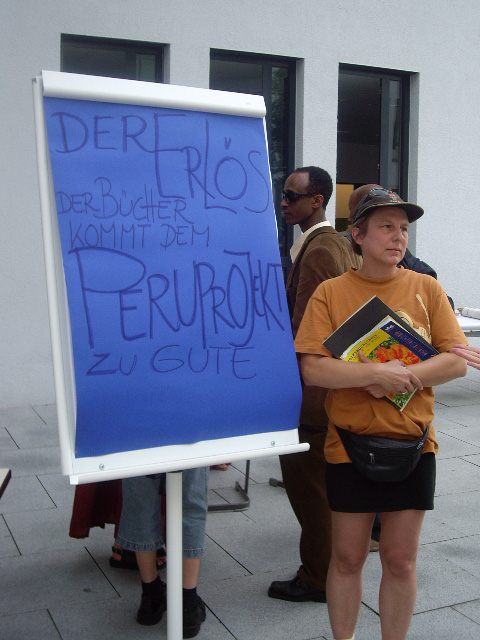 DER ERLÖS
DER BÜCHER
KOMMT DEM
PERUPROJEKT
ZU GUTE